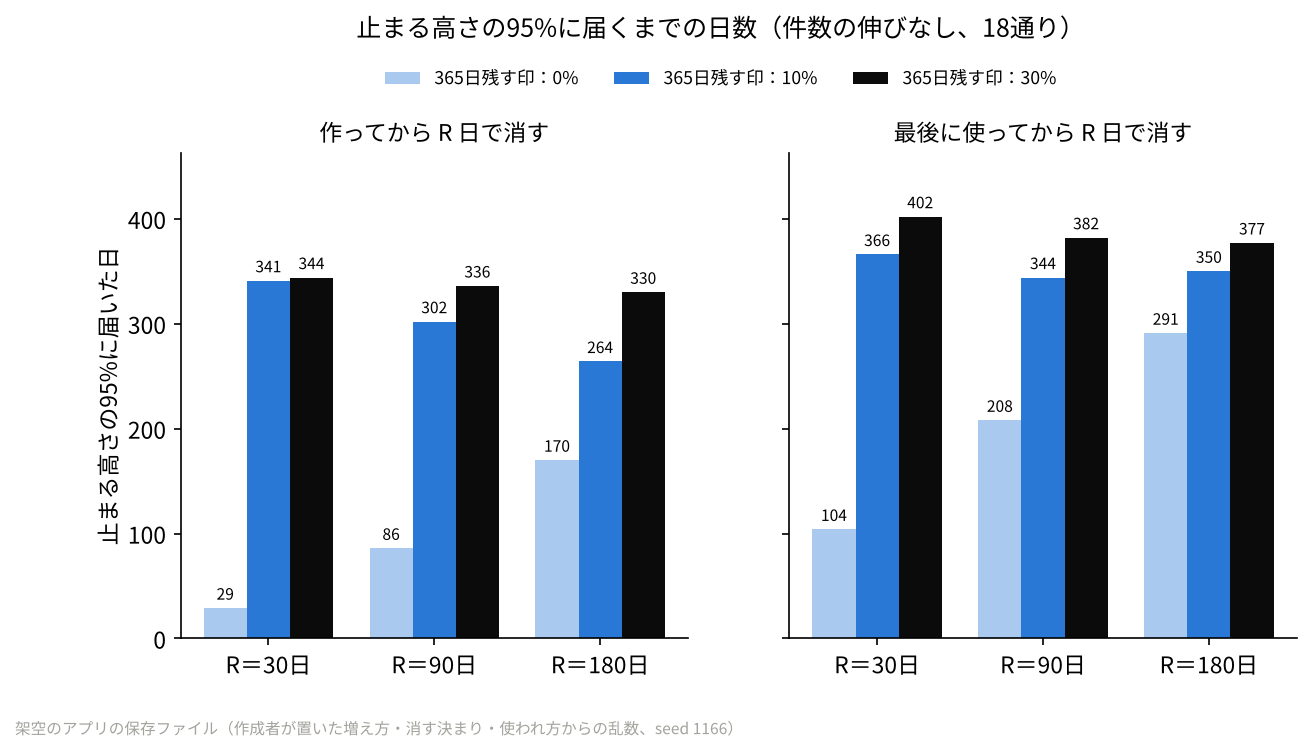 止まる高さの95%に届くまでの日数（件数の伸びなし、18通り）
365日残す印：0%
365日残す印：10%
365日残す印：30%
作ってから R 日で消す
止まる高さの95%に届いた日
400
300
200
100
0
29
341
344
86
302
336
170
264
330
R＝30日
R＝90日
R＝180日
最後に使ってから R 日で消す
104
366
402
208
344
382
291
350
377
R＝30日
R＝90日
R＝180日
架空のアプリの保存ファイル（作成者が置いた増え方・消す決まり・使われ方からの乱数、seed 1166）